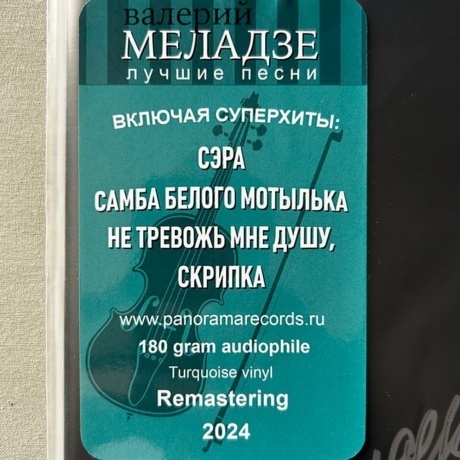 валерий
МЕЛАДЗЕ
лучшие песни
ВКЛЮЧАЯ СУПЕРХИТЫ:
СЭРА
САМБА БЕЛОГО МОТЫЛЬКА
НЕ ТРЕВОЖЬ МНЕ ДУШУ,
СКРИПКА
www.panoramarecords.ru
180 gram audiophile
Turquoise vinyl
Remastering
2024